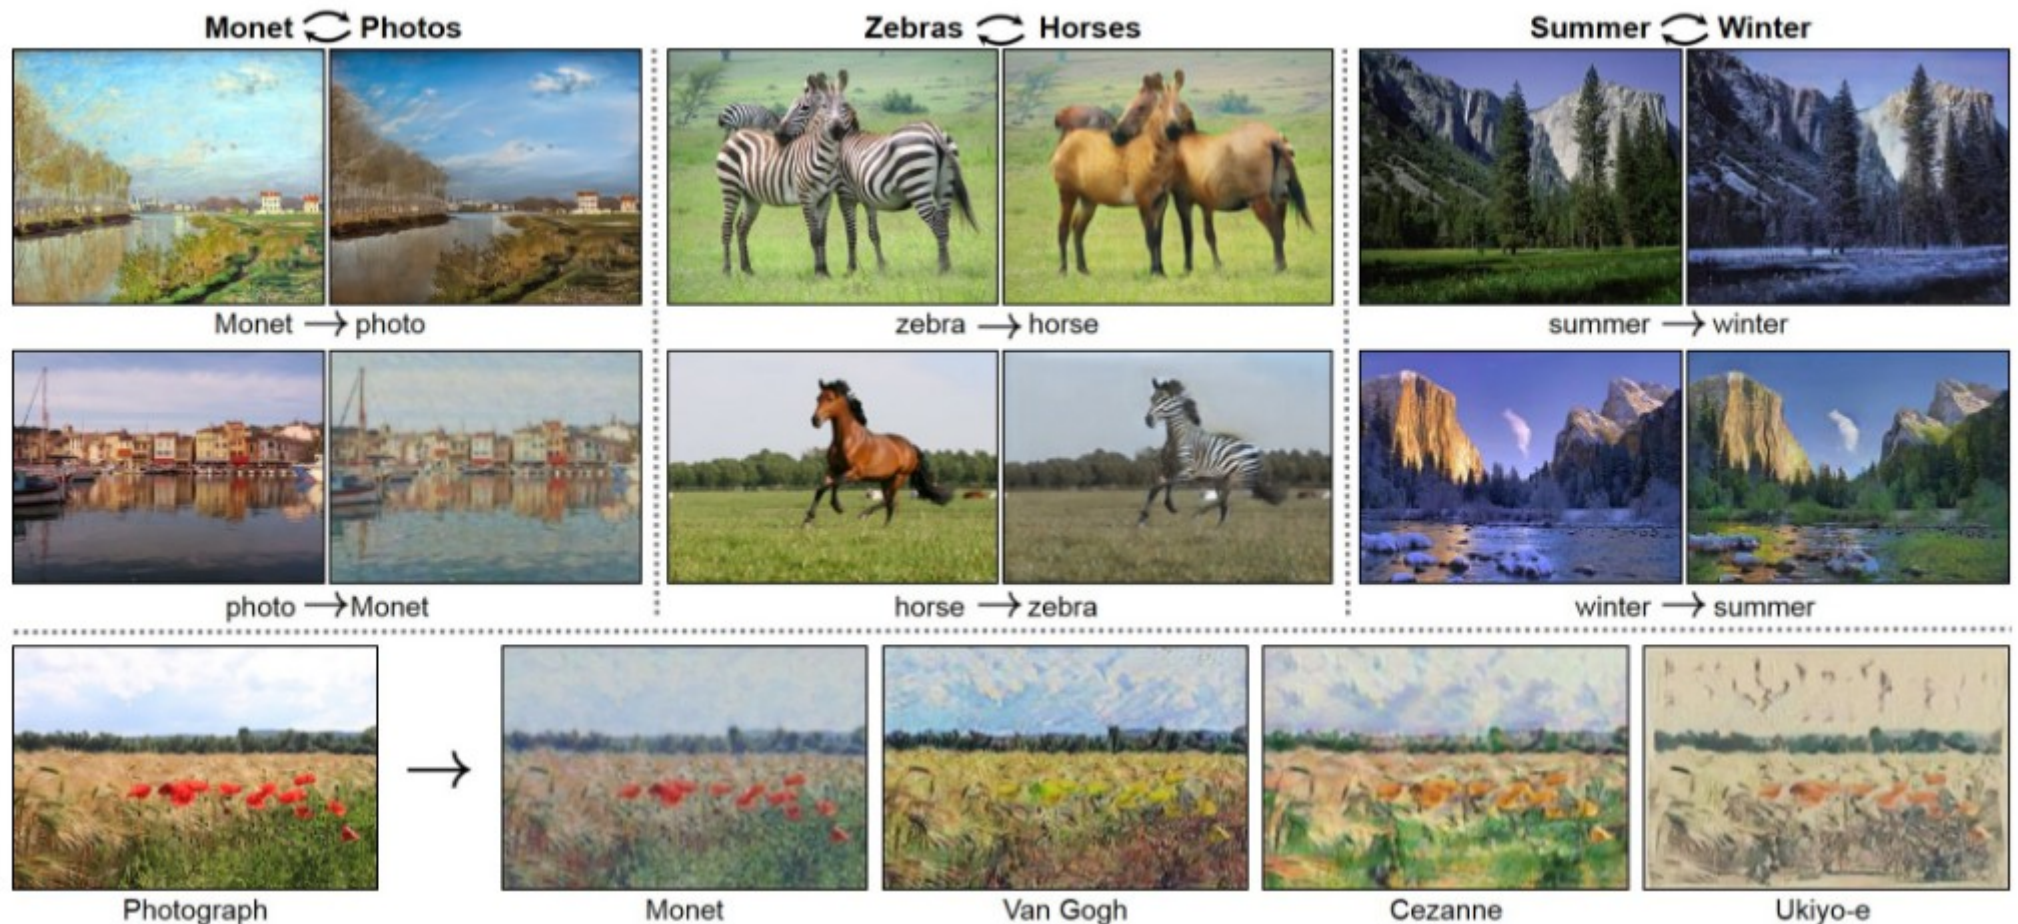 Monet ⇄ Photos
Zebras ⇄ Horses
Summer ⇄ Winter
Monet → photo
zebra → horse
summer → winter
photo → Monet
horse → zebra
winter → summer
Photograph
Monet
Van Gogh
Cezanne
Ukiyo-e